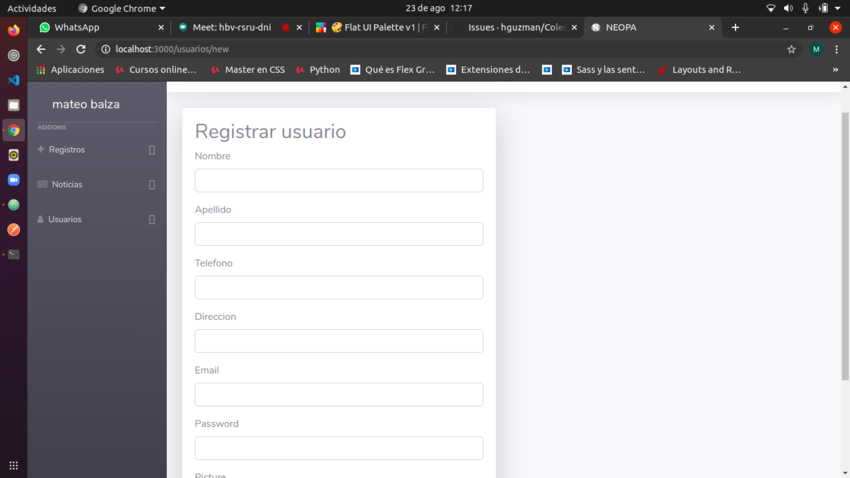 Actividades
Google Chrome
23 de ago 12:17
WhatsApp
Meet: hbv-rsru-dni
Flat UI Palette v1 | F
Issues · hguzman/Cole
NEOPA
localhost:3000/usuarios/new
M
Aplicaciones
Cursos online...
Master en CSS
Python
Qué es Flex Gr...
Extensiones d...
Sass y las sent...
Layouts and R...
mateo balza
ADDONS
Registros
Noticias
Usuarios
Registrar usuario
Nombre
Apellido
Telefono
Direccion
Email
Password
Picture